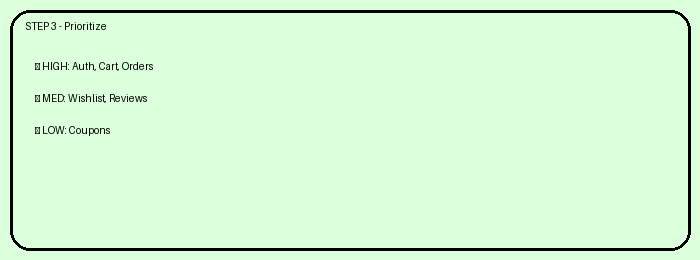 STEP 3 - Prioritize
HIGH: Auth, Cart, Orders
MED: Wishlist, Reviews
LOW: Coupons